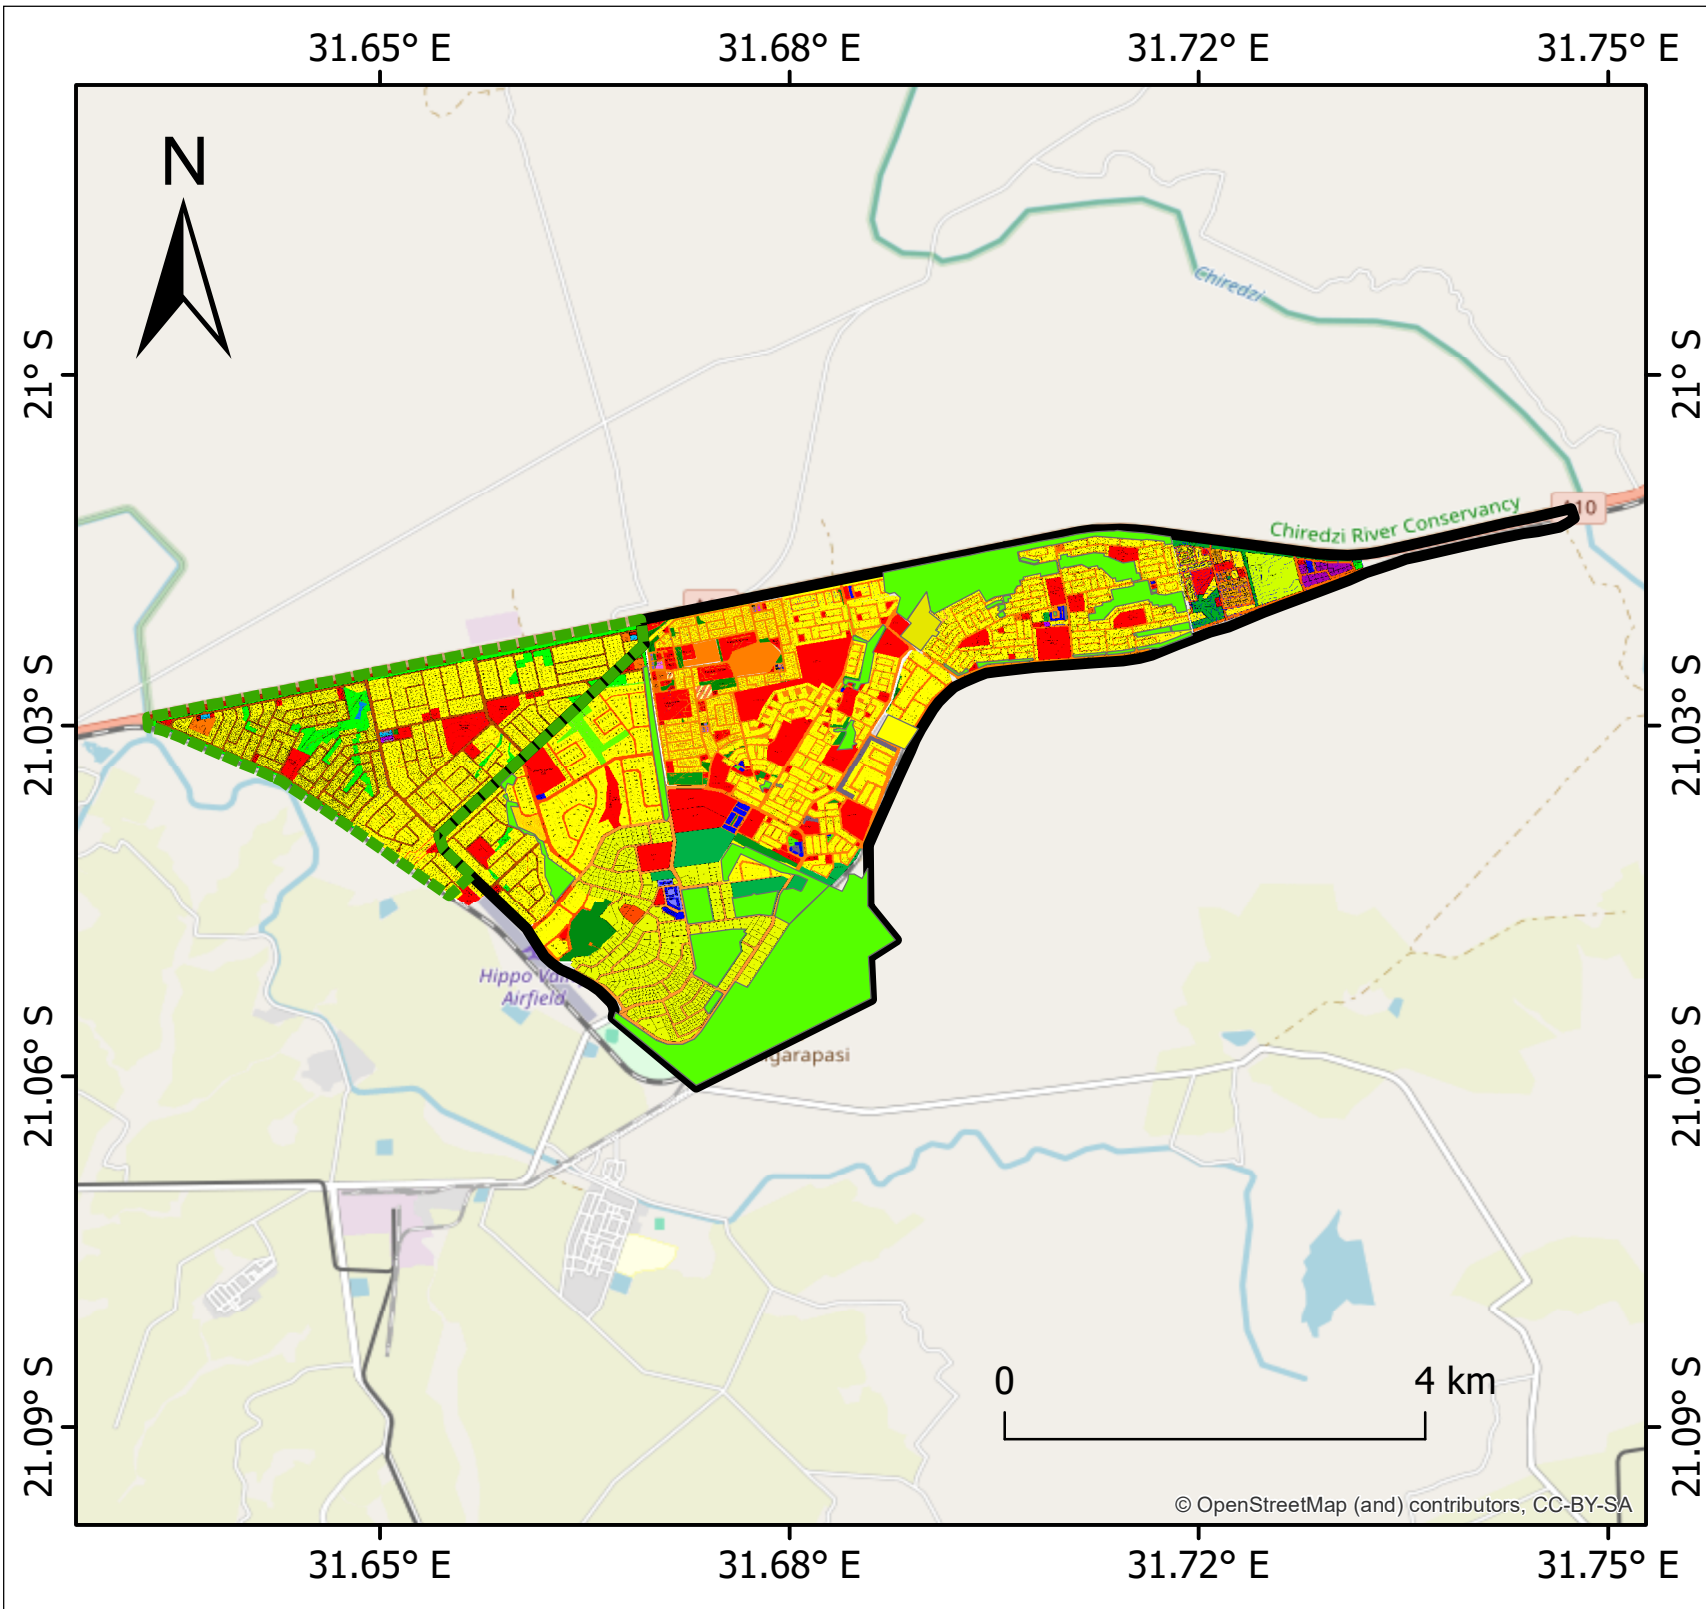 31.65° E 31.68° E 31.72° E 31.75° E
N
Chiredzi
21° S 21° S
10
Chiredzi River Conservancy
21.03° S 21.03° S
Hippo
Airfield
garapasi
21.06° S 21.06° S
0 4 km
21.09° S 21.09° S
© OpenStreetMap (and) contributors, CC-BY-SA
31.65° E 31.68° E 31.72° E 31.75° E